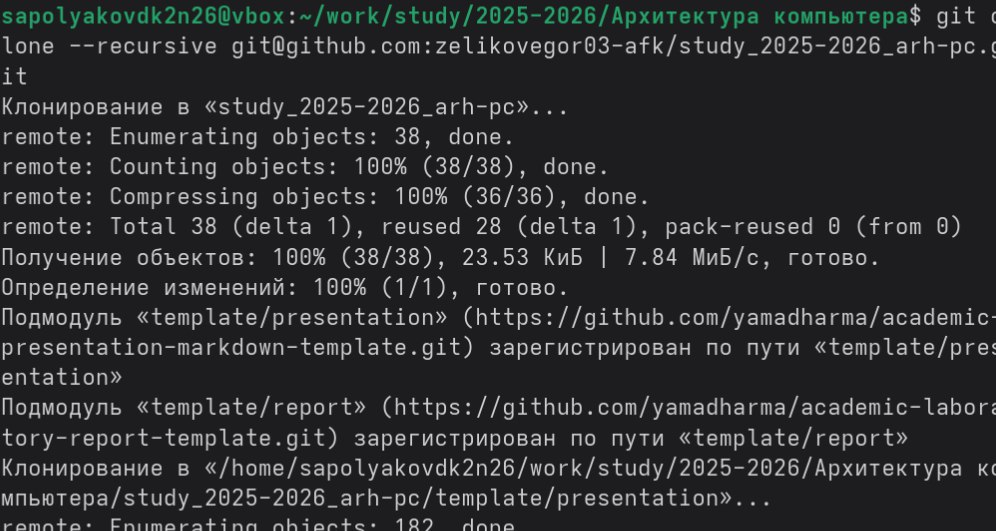 sapolyakovdk2n26@vbox:~/work/study/2025-2026/Архитектура компьютера$ git c
lone --recursive git@github.com:zelikovegor03-afk/study_2025-2026_arh-pc.g
it
Клонирование в «study_2025-2026_arh-pc»...
remote: Enumerating objects: 38, done.
remote: Counting objects: 100% (38/38), done.
remote: Compressing objects: 100% (36/36), done.
remote: Total 38 (delta 1), reused 28 (delta 1), pack-reused 0 (from 0)
Получение объектов: 100% (38/38), 23.53 КиБ | 7.84 МиБ/с, готово.
Определение изменений: 100% (1/1), готово.
Подмодуль «template/presentation» (https://github.com/yamadharma/academic-
presentation-markdown-template.git) зарегистрирован по пути «template/pres
entation»
Подмодуль «template/report» (https://github.com/yamadharma/academic-labora
tory-report-template.git) зарегистрирован по пути «template/report»
Клонирование в «/home/sapolyakovdk2n26/work/study/2025-2026/Архитектура ко
мпьютера/study_2025-2026_arh-pc/template/presentation»...
remote: Enumerating objects: 182, done.